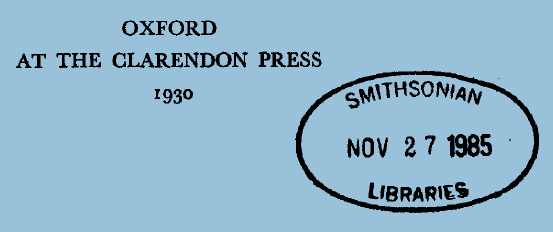 OXFORD
AT THE CLARENDON PRESS
1930
SMITHSONIAN
NOV 27 1985
LIBRARIES